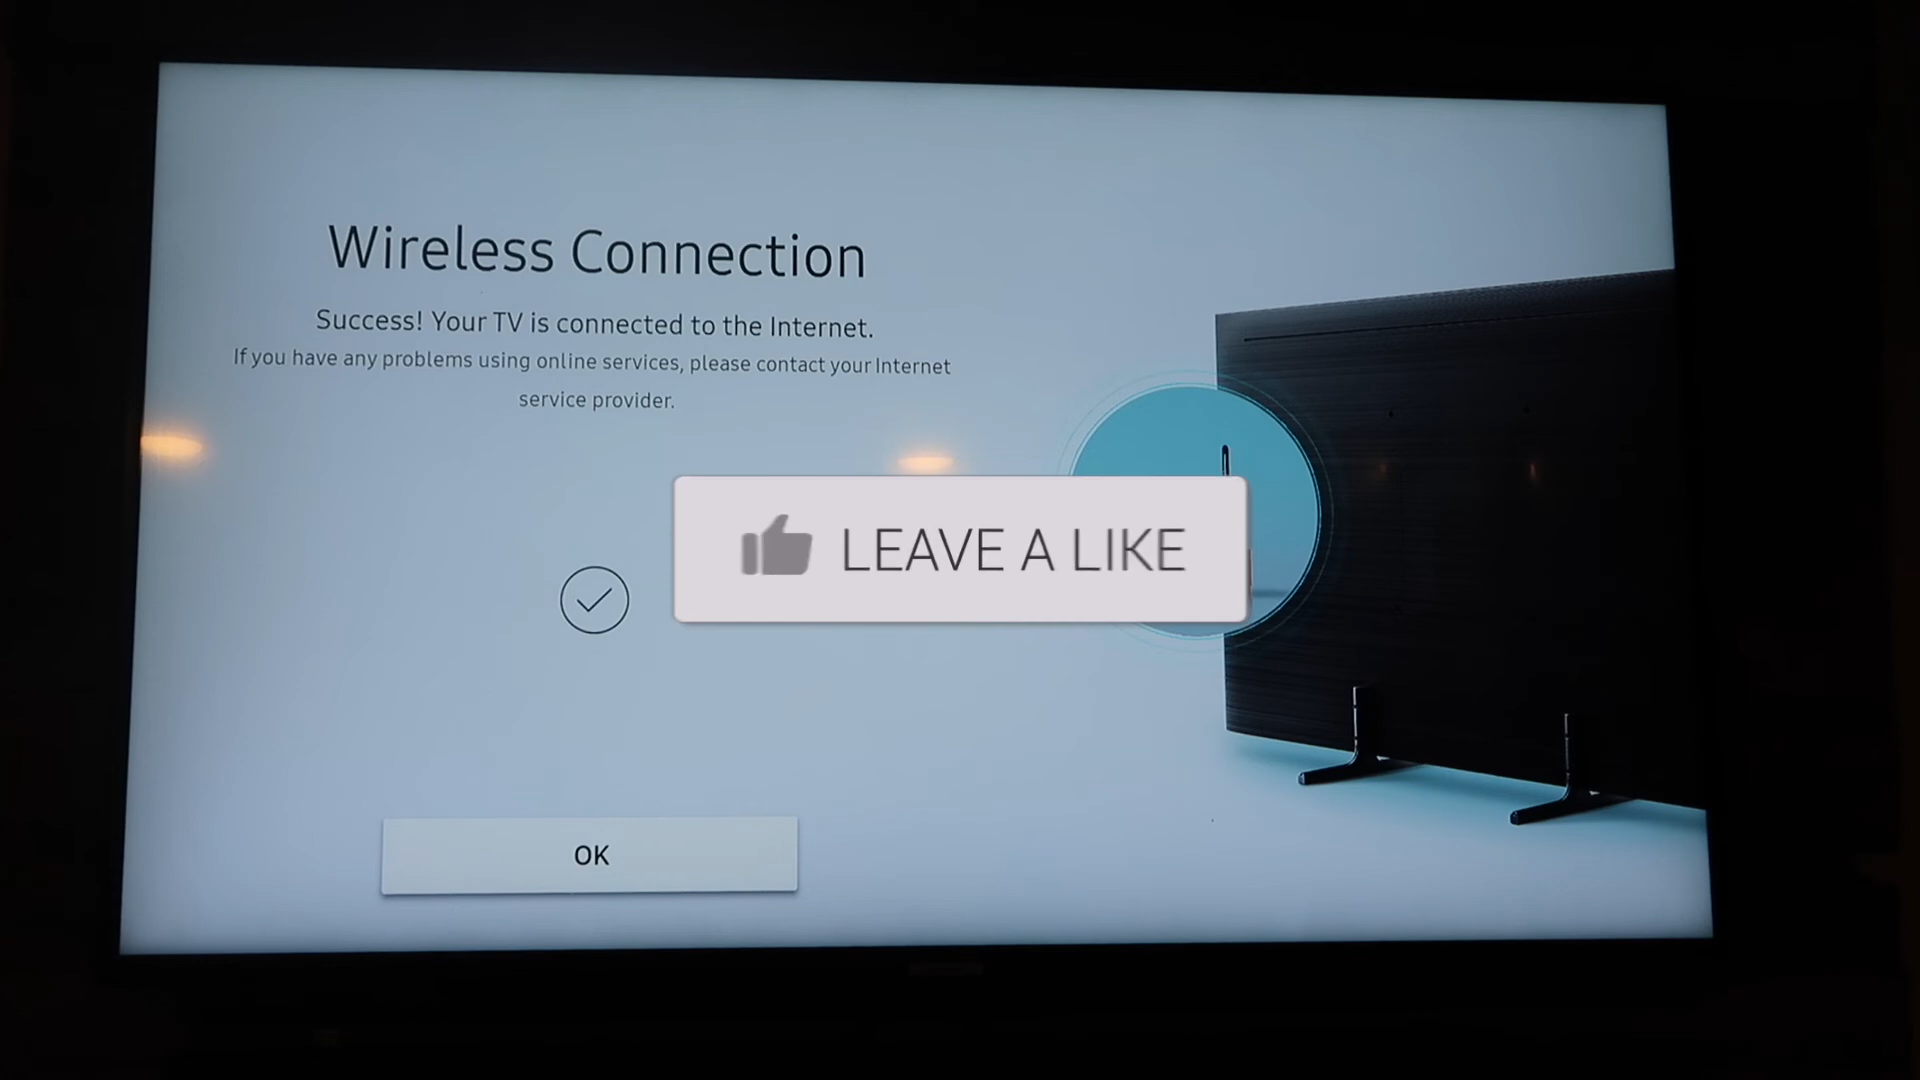 Wireless Connection
Success! Your TV is connected to the Internet.
If you have any problems using online services, please contact your Internet
service provider.
LEAVE A LIKE
OK